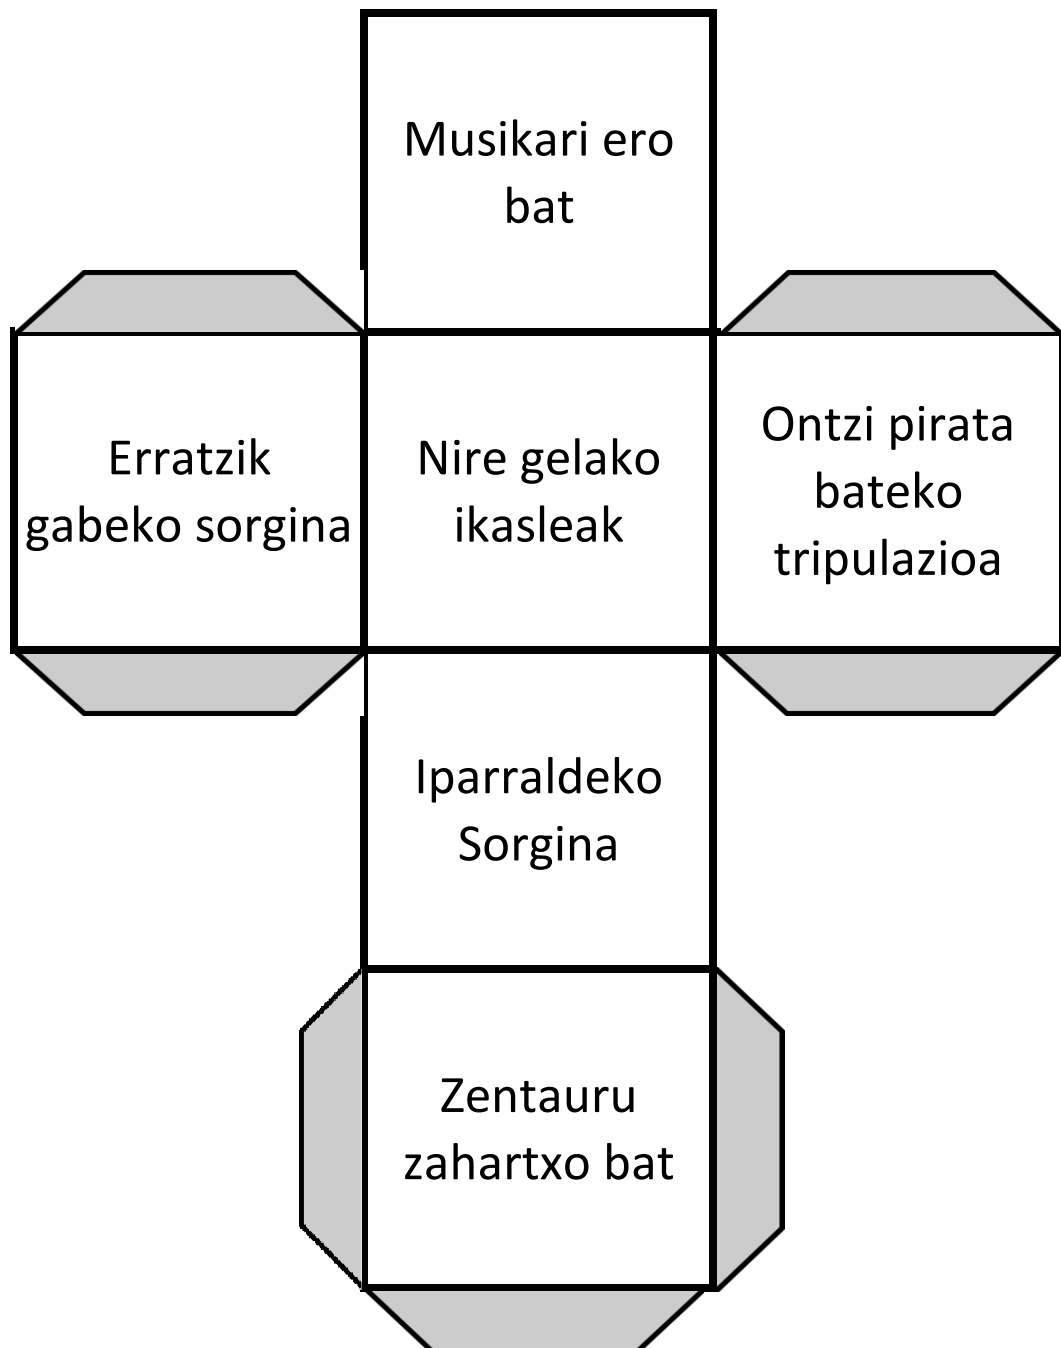 Musikari ero
bat
Erratzik
gabeko sorgina
Nire gelako
ikasleak
Ontzi pirata
bateko
tripulazioa
Iparraldeko
Sorgina
Zentauru
zahartxo bat